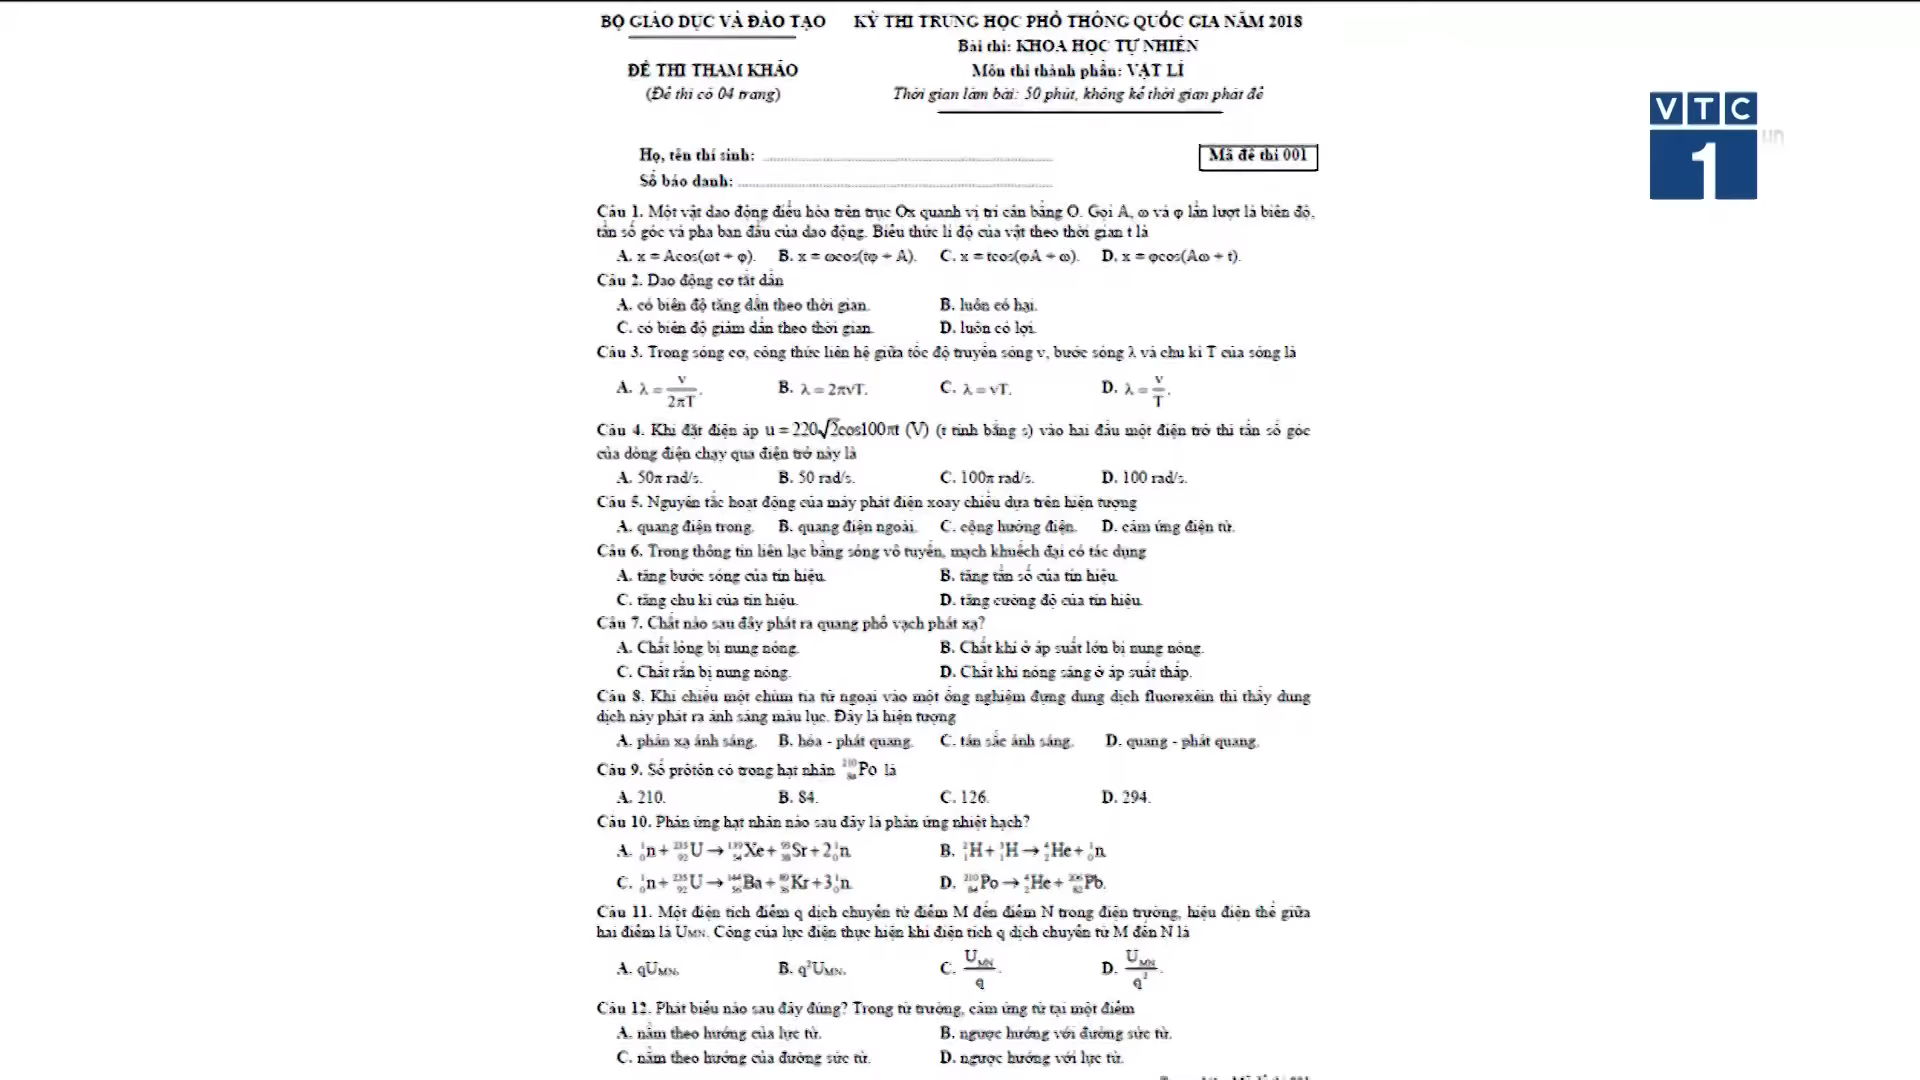 BỘ GIÁO DỤC VÀ ĐÀO TẠO
ĐỀ THI THAM KHẢO
(Đề thi có 04 trang)
KỲ THI TRUNG HỌC PHỔ THÔNG QUỐC GIA NĂM 2018
Bài thi: KHOA HỌC TỰ NHIÊN
Môn thi thành phần: VẬT LÍ
Thời gian làm bài: 50 phút, không kể thời gian phát đề
VTC
1
Họ, tên thí sinh:
Mã đề thi 001
Số báo danh:
Câu 1. Một vật dao động điều hòa trên trục Ox quanh vị trí cân bằng O. Gọi A, ω và φ lần lượt là biên độ,
tần số góc và pha ban đầu của dao động. Biểu thức li độ của vật theo thời gian t là
A. x = Acos(ωt + φ). B. x = ωcos(tφ + A). C. x = tcos(φA + ω). D. x = φcos(Aω + t).
Câu 2. Dao động cơ tắt dần
A. có biên độ tăng dần theo thời gian. B. luôn có hại.
C. có biên độ giảm dần theo thời gian. D. luôn có lợi.
Câu 3. Trong sóng cơ, công thức liên hệ giữa tốc độ truyền sóng v, bước sóng λ và chu kì T của sóng là
A. λ = v/2πT. B. λ = 2πvT. C. λ = vT. D. λ = v/T.
Câu 4. Khi đặt điện áp u = 220√2cos100πt (V) (t tính bằng s) vào hai đầu một điện trở thì tần số góc
của dòng điện chạy qua điện trở này là
A. 50π rad/s. B. 50 rad/s. C. 100π rad/s. D. 100 rad/s.
Câu 5. Nguyên tắc hoạt động của máy phát điện xoay chiều dựa trên hiện tượng
A. quang điện trong. B. quang điện ngoài. C. cộng hưởng điện. D. cảm ứng điện từ.
Câu 6. Trong thông tin liên lạc bằng sóng vô tuyến, mạch khuếch đại có tác dụng
A. tăng bước sóng của tín hiệu. B. tăng tần số của tín hiệu.
C. tăng chu kì của tín hiệu. D. tăng cường độ của tín hiệu.
Câu 7. Chất nào sau đây phát ra quang phổ vạch phát xạ?
A. Chất lỏng bị nung nóng. B. Chất khí ở áp suất lớn bị nung nóng.
C. Chất rắn bị nung nóng. D. Chất khí nóng sáng ở áp suất thấp.
Câu 8. Khi chiếu một chùm tia tử ngoại vào một ống nghiệm đựng dung dịch fluorexêin thì thấy dung
dịch này phát ra ánh sáng màu lục. Đây là hiện tượng
A. phản xạ ánh sáng. B. hóa - phát quang. C. tán sắc ánh sáng. D. quang - phát quang.
Câu 9. Số prôtôn có trong hạt nhân ²¹⁰₈₄Po là
A. 210. B. 84. C. 126. D. 294.
Câu 10. Phản ứng hạt nhân nào sau đây là phản ứng nhiệt hạch?
A. ¹₀n + ²³⁵₉₂U → ¹³⁹₅₄Xe + ⁹⁵₃₈Sr + 2¹₀n. B. ²₁H + ³₁H → ⁴₂He + ¹₀n.
C. ¹₀n + ²³⁵₉₂U → ¹⁴⁴₅₆Ba + ⁸⁹₃₆Kr + 3¹₀n. D. ²¹⁰₈₄Po → ⁴₂He + ²⁰⁶₈₂Pb.
Câu 11. Một điện tích điểm q dịch chuyển từ điểm M đến điểm N trong điện trường, hiệu điện thế giữa
hai điểm là UMN. Công của lực điện thực hiện khi điện tích q dịch chuyển từ M đến N là
A. qUMN. B. q²UMN. C. UMN/q. D. UMN/q².
Câu 12. Phát biểu nào sau đây đúng? Trong từ trường, cảm ứng từ tại một điểm
A. nằm theo hướng của lực từ. B. ngược hướng với đường sức từ.
C. nằm theo hướng của đường sức từ. D. ngược hướng với lực từ.